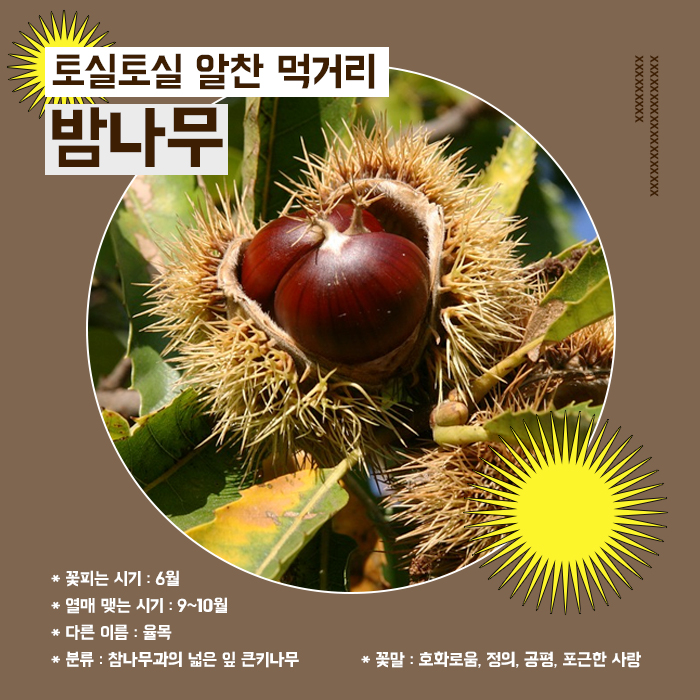 토실토실 알찬 먹거리
밤나무
* 꽃피는 시기 : 6월
* 열매 맺는 시기 : 9~10월
* 다른 이름 : 율목
* 분류 : 참나무과의 넓은 잎 큰키나무
* 꽃말 : 호화로움, 정의, 공평, 포근한 사랑